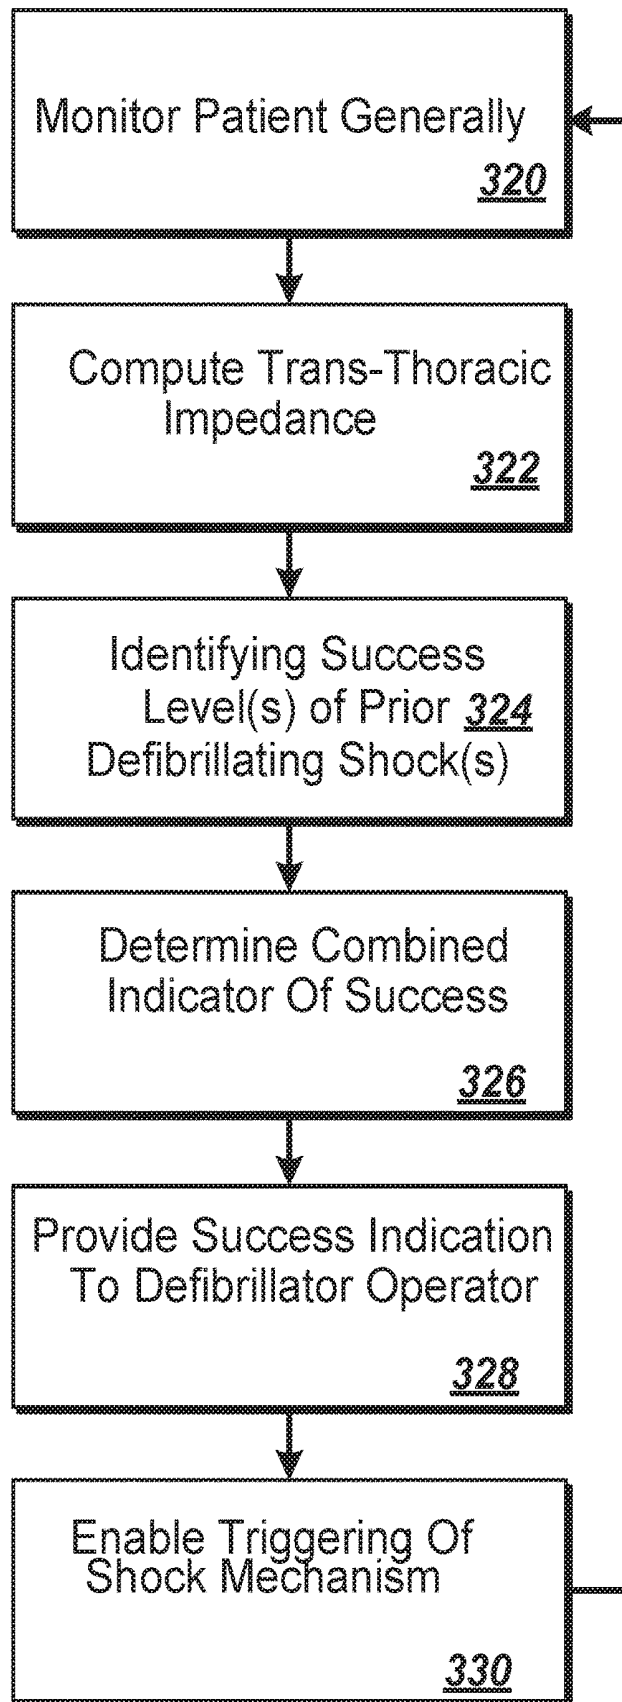 Monitor Patient Generally
320
Compute Trans-Thoracic
Impedance
322
Identifying Success
Level(s) of Prior 324
Defibrillating Shock(s)
Determine Combined
Indicator Of Success
326
Provide Success Indication
To Defibrillator Operator
328
Enable Triggering Of
Shock Mechanism
330